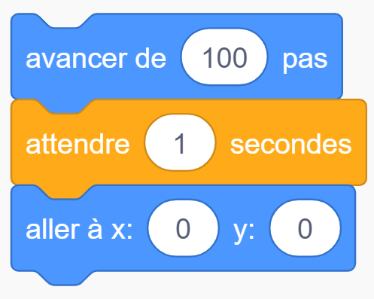 avancer de 100 pas
attendre 1 secondes
aller à x: 0 y: 0